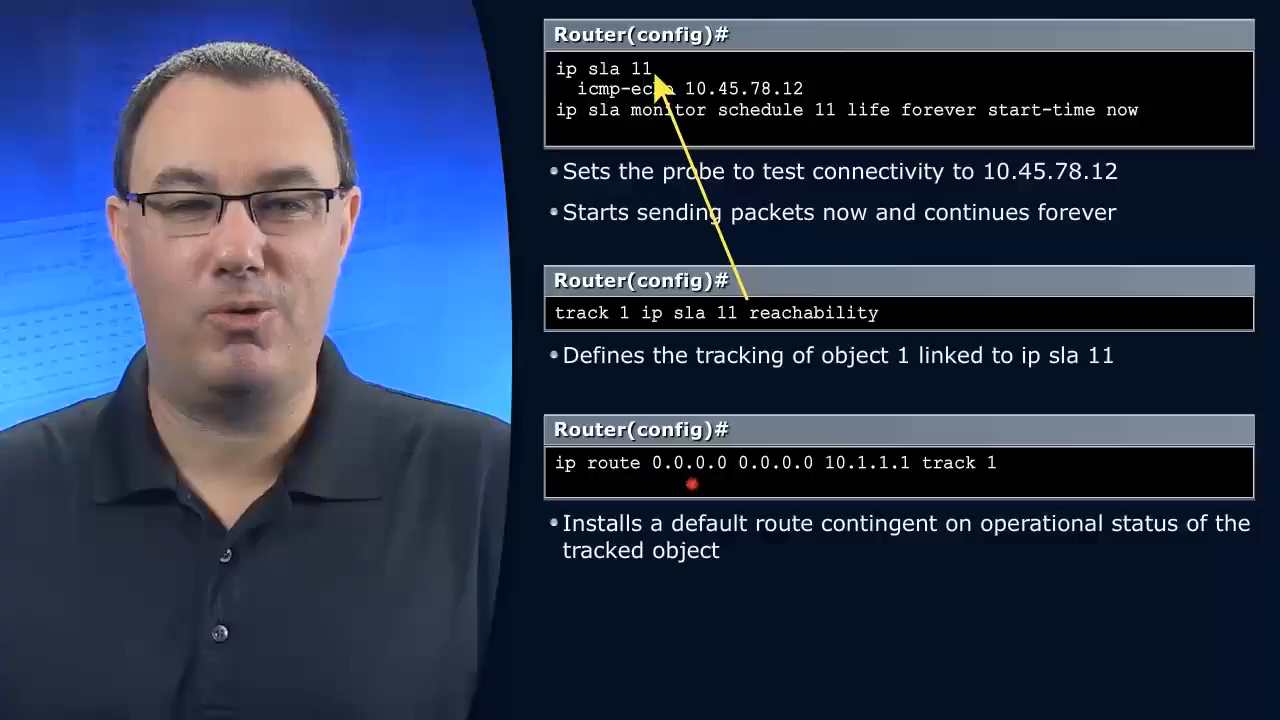 Router(config)#
ip sla 11
icmp-echo 10.45.78.12
ip sla monitor schedule 11 life forever start-time now
•Sets the probe to test connectivity to 10.45.78.12
•Starts sending packets now and continues forever
Router(config)#
track 1 ip sla 11 reachability
•Defines the tracking of object 1 linked to ip sla 11
Router(config)#
ip route 0.0.0.0 0.0.0.0 10.1.1.1 track 1
•Installs a default route contingent on operational status of the
tracked object